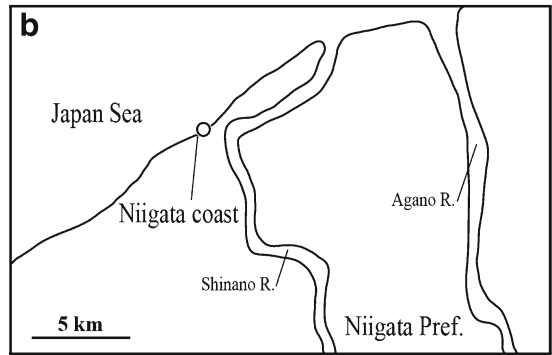 b
Japan Sea
Niigata coast
Agano R.
Shinano R.
Niigata Pref.
5 km